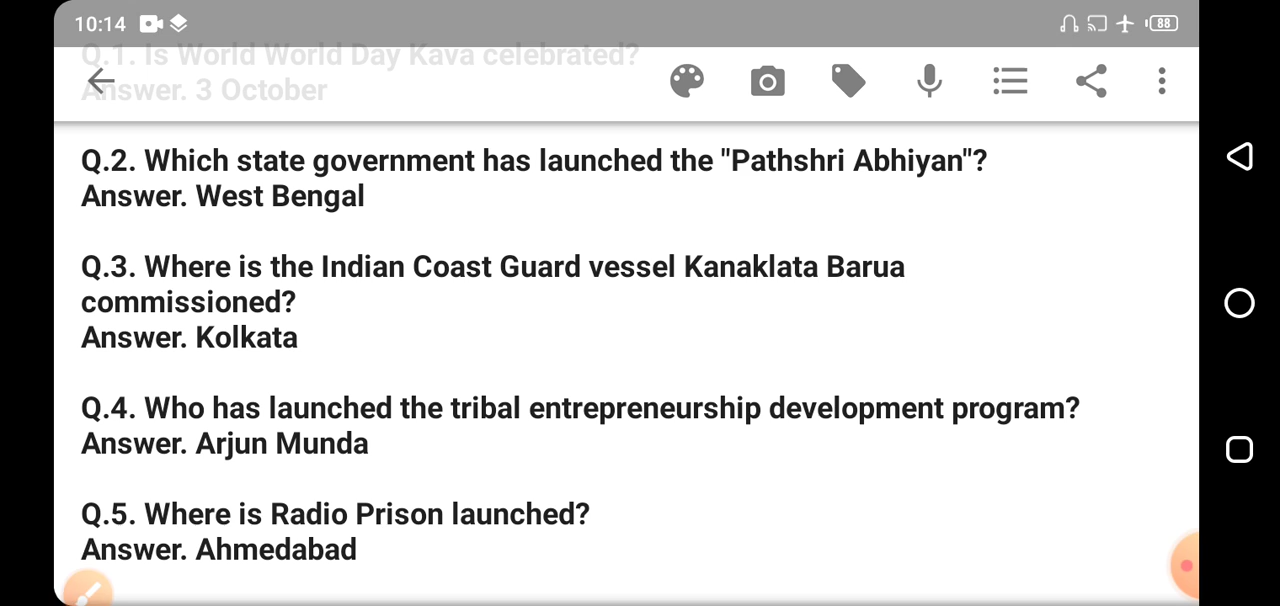 10:14
88
Q.1. Is World World Day Kava celebrated?
Answer. 3 October
Q.2. Which state government has launched the "Pathshri Abhiyan"?
Answer. West Bengal
Q.3. Where is the Indian Coast Guard vessel Kanaklata Barua
commissioned?
Answer. Kolkata
Q.4. Who has launched the tribal entrepreneurship development program?
Answer. Arjun Munda
Q.5. Where is Radio Prison launched?
Answer. Ahmedabad